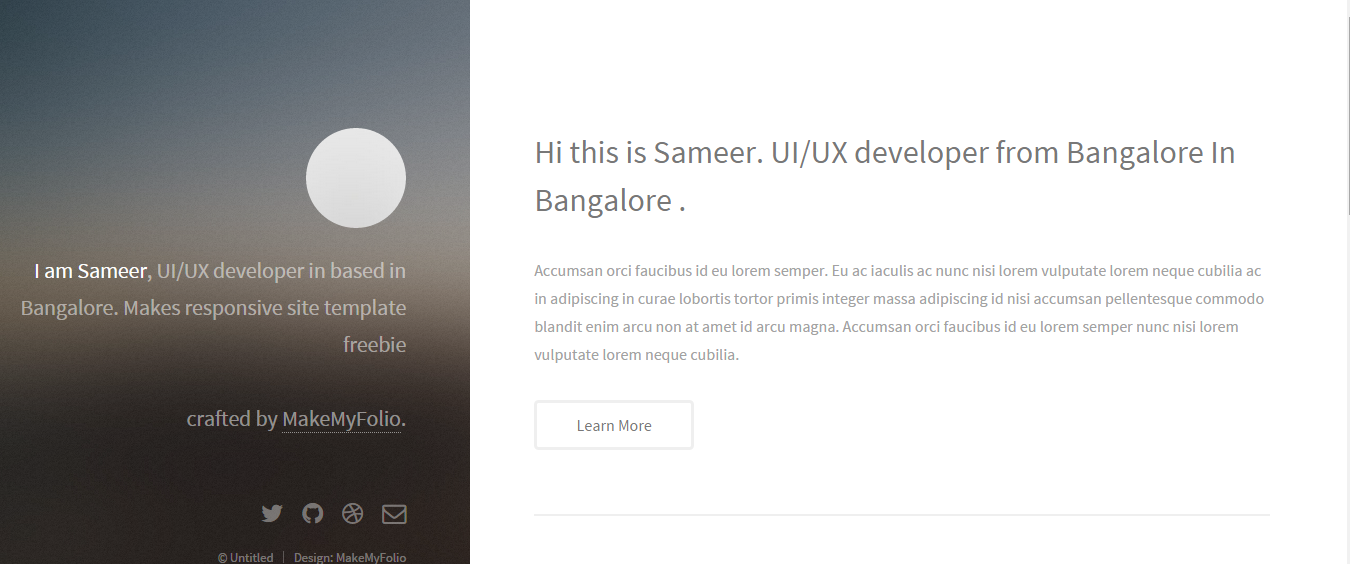 I am Sameer, UI/UX developer in based in
Bangalore. Makes responsive site template
freebie
crafted by MakeMyFolio.
© Untitled | Design: MakeMyFolio
Hi this is Sameer. UI/UX developer from Bangalore In
Bangalore .
Accumsan orci faucibus id eu lorem semper. Eu ac iaculis ac nunc nisi lorem vulputate lorem neque cubilia ac
in adipiscing in curae lobortis tortor primis integer massa adipiscing id nisi accumsan pellentesque commodo
blandit enim arcu non at amet id arcu magna. Accumsan orci faucibus id eu lorem semper nunc nisi lorem
vulputate lorem neque cubilia.
Learn More